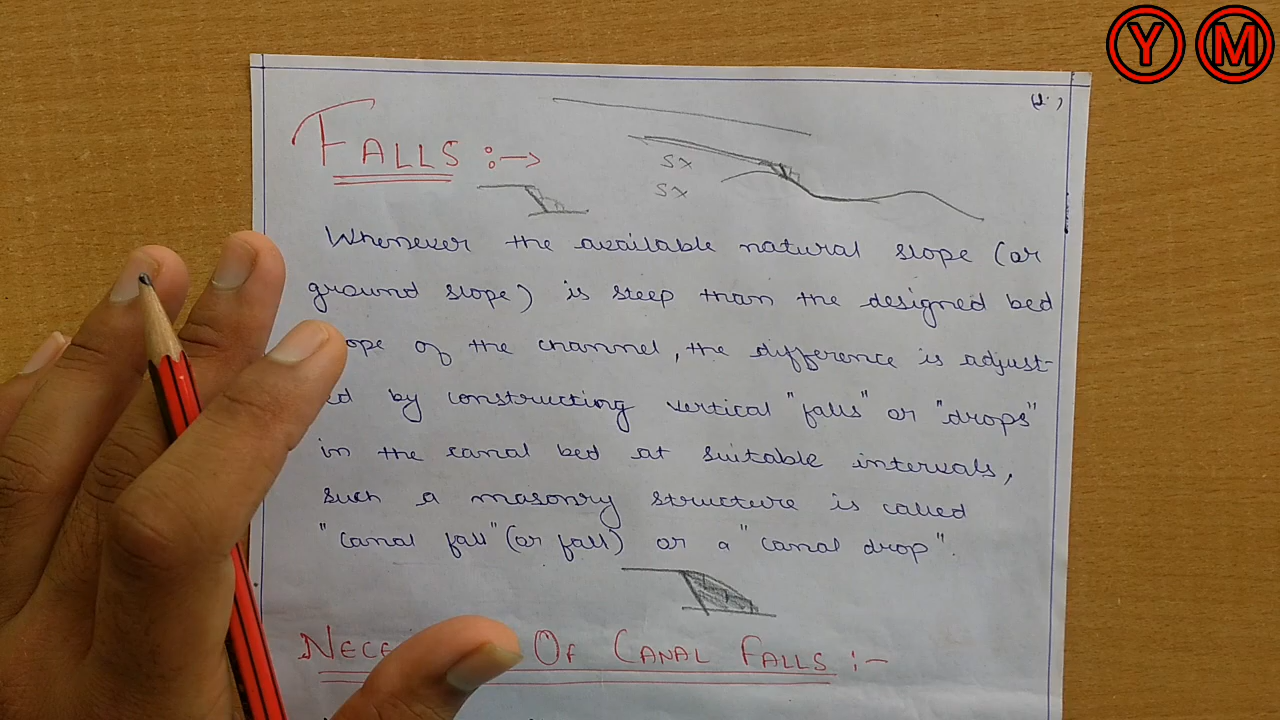 Y M
(1.)
FALLS :→
Sx
Sx
Whenever the available natural slope (or
ground slope) is steep than the designed bed
ope of the channel, the difference is adjust-
ed by constructing vertical "falls" or "drops"
in the canal bed at suitable intervals,
such a masonry structure is called
"canal fall" (or fall) or a "canal drop".
NECE OF CANAL FALLS :-